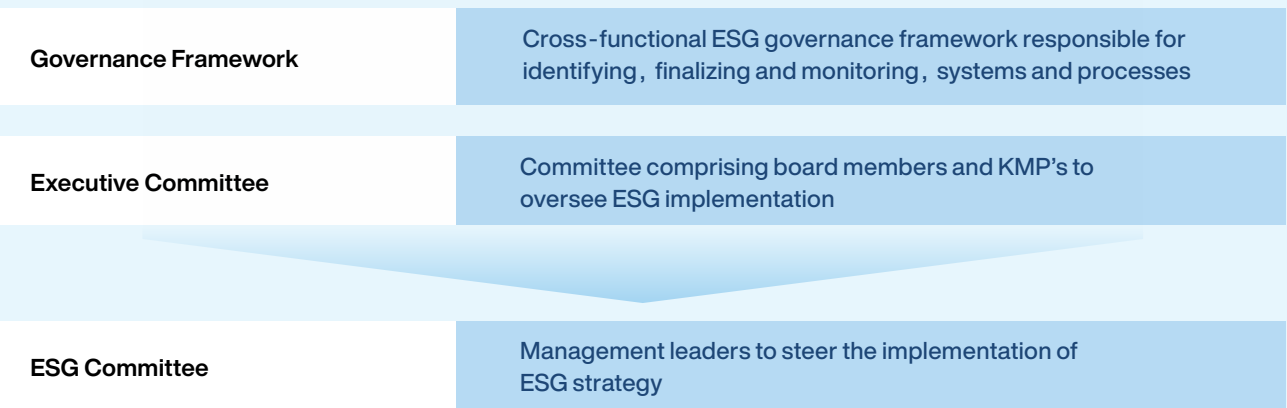 Governance Framework
Cross-functional ESG governance framework responsible for
identifying, finalizing and monitoring, systems and processes
Executive Committee
Committee comprising board members and KMP's to
oversee ESG implementation
ESG Committee
Management leaders to steer the implementation of
ESG strategy